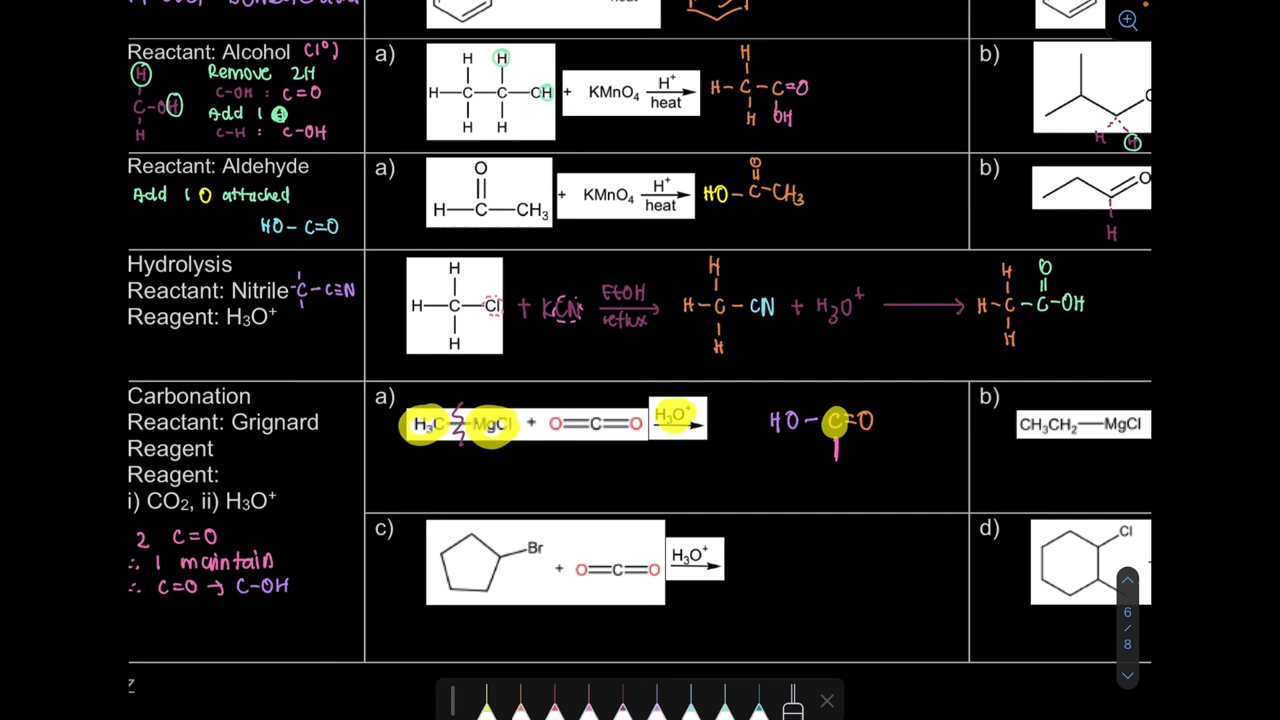 Reactant: Alcohol (1°)
H
C-OH
H
Remove 2H
C-OH : C=O
Add 1 O
C-H : C-OH
a)
H H
H-C-C-OH + KMnO₄ H⁺ heat
H H
H
H-C-C=O
H OH
b)
H H
Reactant: Aldehyde
Add 1 O attached
HO-C=O
a)
O
H-C-CH₃ + KMnO₄ H⁺ heat
O
HO-C-CH₃
b)
O
H
Hydrolysis
Reactant: Nitrile -C-C≡N
Reagent: H₃O⁺
H
H-C-Cl + KCN EtOH reflux
H
H
H-C-CN + H₃O⁺
H
H O
H-C-C-OH
H
Carbonation
Reactant: Grignard
Reagent
Reagent:
i) CO₂, ii) H₃O⁺
2 C=O
∴ 1 maintain
∴ C=O → C-OH
a)
H₃C-MgCl + O=C=O H₃O⁺
HO-C=O
b)
CH₃CH₂-MgCl
c)
Br
+ O=C=O H₃O⁺
d)
Cl
6
/
8